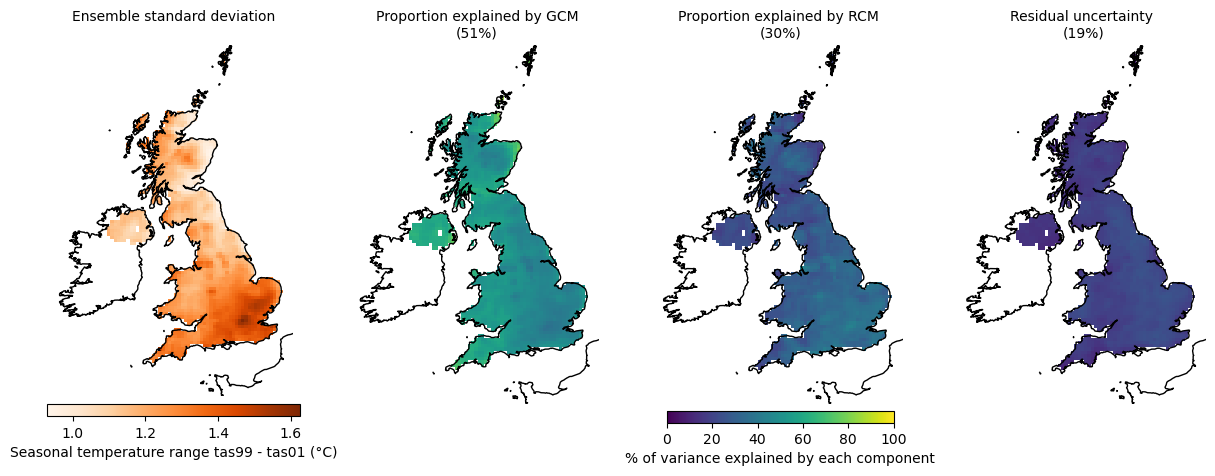 Ensemble standard deviation
Proportion explained by GCM
(51%)
Proportion explained by RCM
(30%)
Residual uncertainty
(19%)
1.0 1.2 1.4 1.6
Seasonal temperature range tas99 - tas01 (°C)
0 20 40 60 80 100
% of variance explained by each component